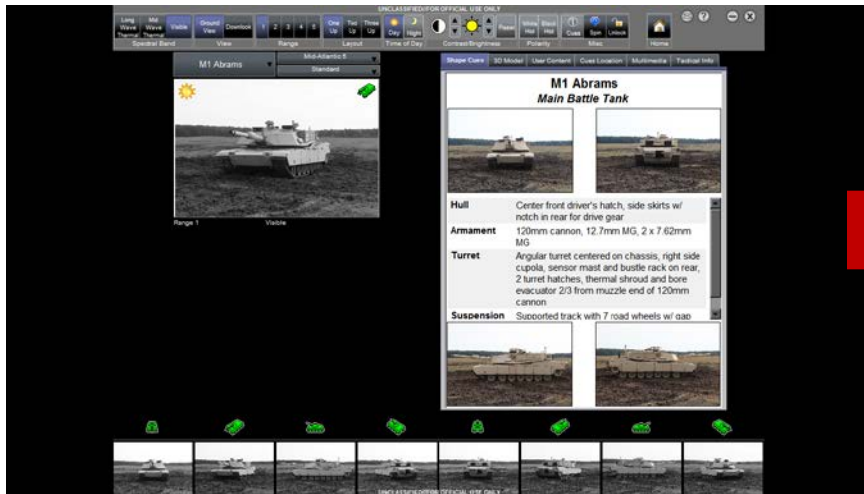 UNCLASSIFIED//FOR OFFICIAL USE ONLY
Long Wave Thermal
Mid Wave Thermal
Visible
Ground View
Downlook
1 2 3 4 5
One Up
Two Up
Three Up
Day
Night
Reset
White Hot
Black Hot
Cues
Spin
Unlock
Spectral Band
View
Range
Layout
Time of Day
Contrast/Brightness
Polarity
Misc
Home
M1 Abrams
Mid-Atlantic 5
Standard
Range 1
Visible
Shape Cues
3D Model
User Content
Cues Location
Multimedia
Tactical Info
M1 Abrams
Main Battle Tank
Hull
Center front driver's hatch, side skirts w/
notch in rear for drive gear
Armament
120mm cannon, 12.7mm MG, 2 x 7.62mm
MG
Turret
Angular turret centered on chassis, right side
cupola, sensor mast and bustle rack on rear,
2 turret hatches, thermal shroud and bore
evacuator 2/3 from muzzle end of 120mm
cannon
Suspension
Supported track with 7 road wheels w/ gap
UNCLASSIFIED//FOR OFFICIAL USE ONLY